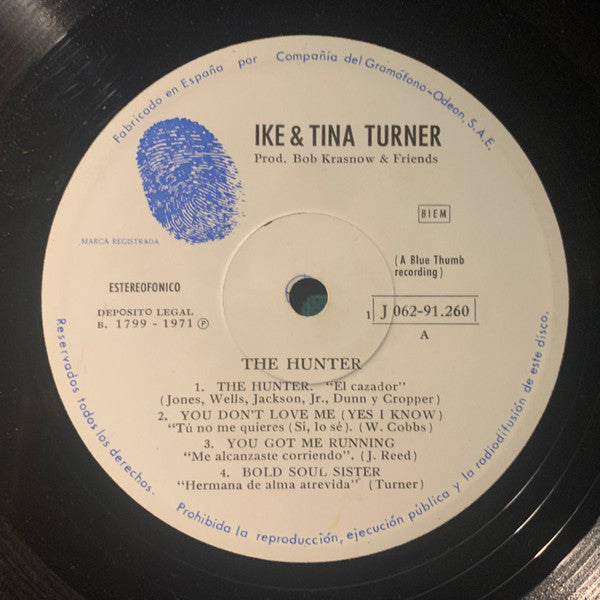 Fabricado en España por Compañía del Gramófono-Odeon, S.A.E.
IKE & TINA TURNER
Prod. Bob Krasnow & Friends
BIEM
MARCA REGISTRADA
(A Blue Thumb
recording)
ESTEREOFONICO
DEPOSITO LEGAL
B. 1799 - 1971 Ⓟ
1 J 062-91.260
A
THE HUNTER
1. THE HUNTER. "El cazador"
(Jones, Wells, Jackson, Jr., Dunn y Cropper)
2. YOU DON'T LOVE ME (YES I KNOW)
"Tú no me quieres (Si, lo sé). (W. Cobbs)
3. YOU GOT ME RUNNING
"Me alcanzaste corriendo". (J. Reed)
4. BOLD SOUL SISTER
"Hermana de alma atrevida" (Turner)
Reservados todos los derechos.
Prohibida la reproducción, ejecución pública y la radiodifusión de este disco.